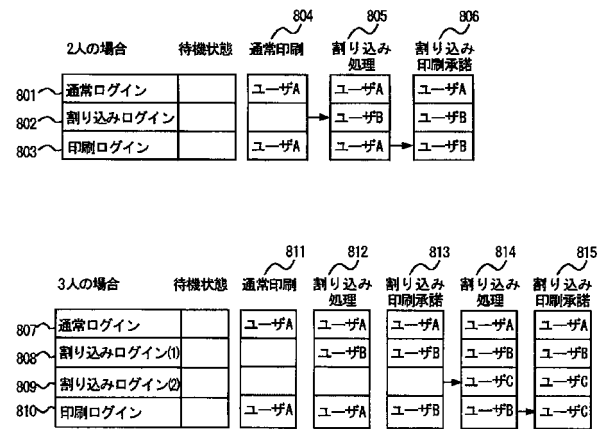 804 805 806
2人の場合 待機状態 通常印刷 割り込み処理 割り込み印刷承諾
801 通常ログイン ユーザA ユーザA ユーザA
802 割り込みログイン ユーザB ユーザB
803 印刷ログイン ユーザA ユーザA ユーザB
811 812 813 814 815
3人の場合 待機状態 通常印刷 割り込み処理 割り込み印刷承諾 割り込み処理 割り込み印刷承諾
807 通常ログイン ユーザA ユーザA ユーザA ユーザA ユーザA
808 割り込みログイン(1) ユーザB ユーザB ユーザB ユーザB
809 割り込みログイン(2) ユーザC ユーザC
810 印刷ログイン ユーザA ユーザA ユーザB ユーザB ユーザC